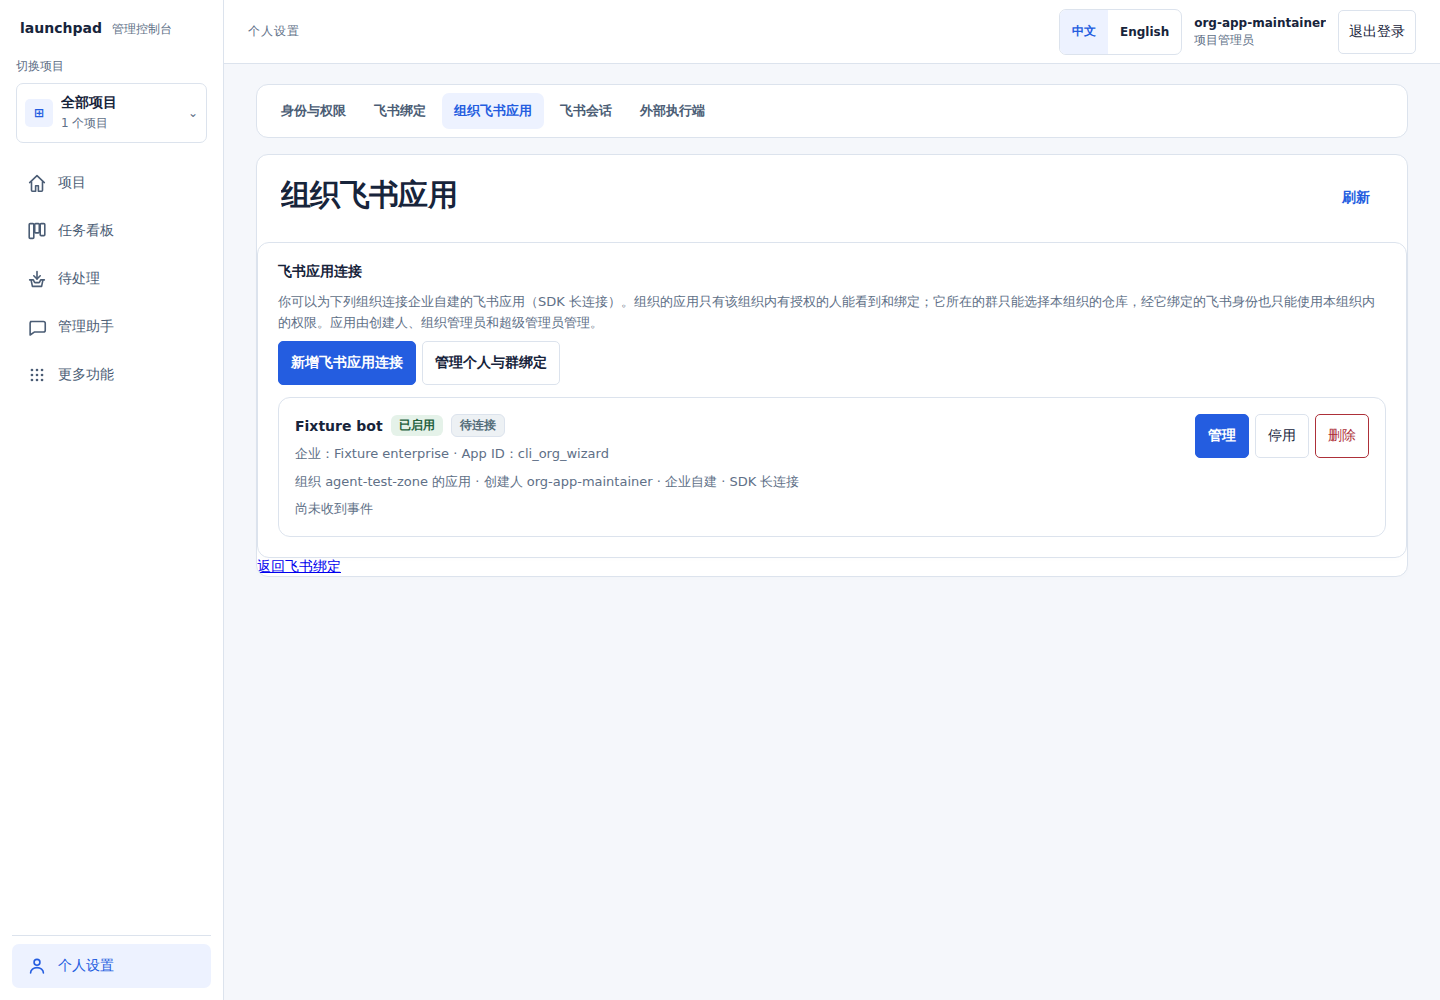 launchpad 管理控制台
切换项目
全部项目
1 个项目
项目
任务看板
待处理
管理助手
更多功能
个人设置
个人设置
中文 English
org-app-maintainer
项目管理员
退出登录
身份与权限 飞书绑定 组织飞书应用 飞书会话 外部执行端
组织飞书应用
刷新
飞书应用连接
你可以为下列组织连接企业自建的飞书应用（SDK 长连接）。组织的应用只有该组织内有授权的人能看到和绑定；它所在的群只能选择本组织的仓库，经它绑定的飞书身份也只能使用本组织内
的权限。应用由创建人、组织管理员和超级管理员管理。
新增飞书应用连接 管理个人与群绑定
Fixture bot 已启用 待连接
管理 停用 删除
企业：Fixture enterprise · App ID：cli_org_wizard
组织 agent-test-zone 的应用 · 创建人 org-app-maintainer · 企业自建 · SDK 长连接
尚未收到事件
返回飞书绑定